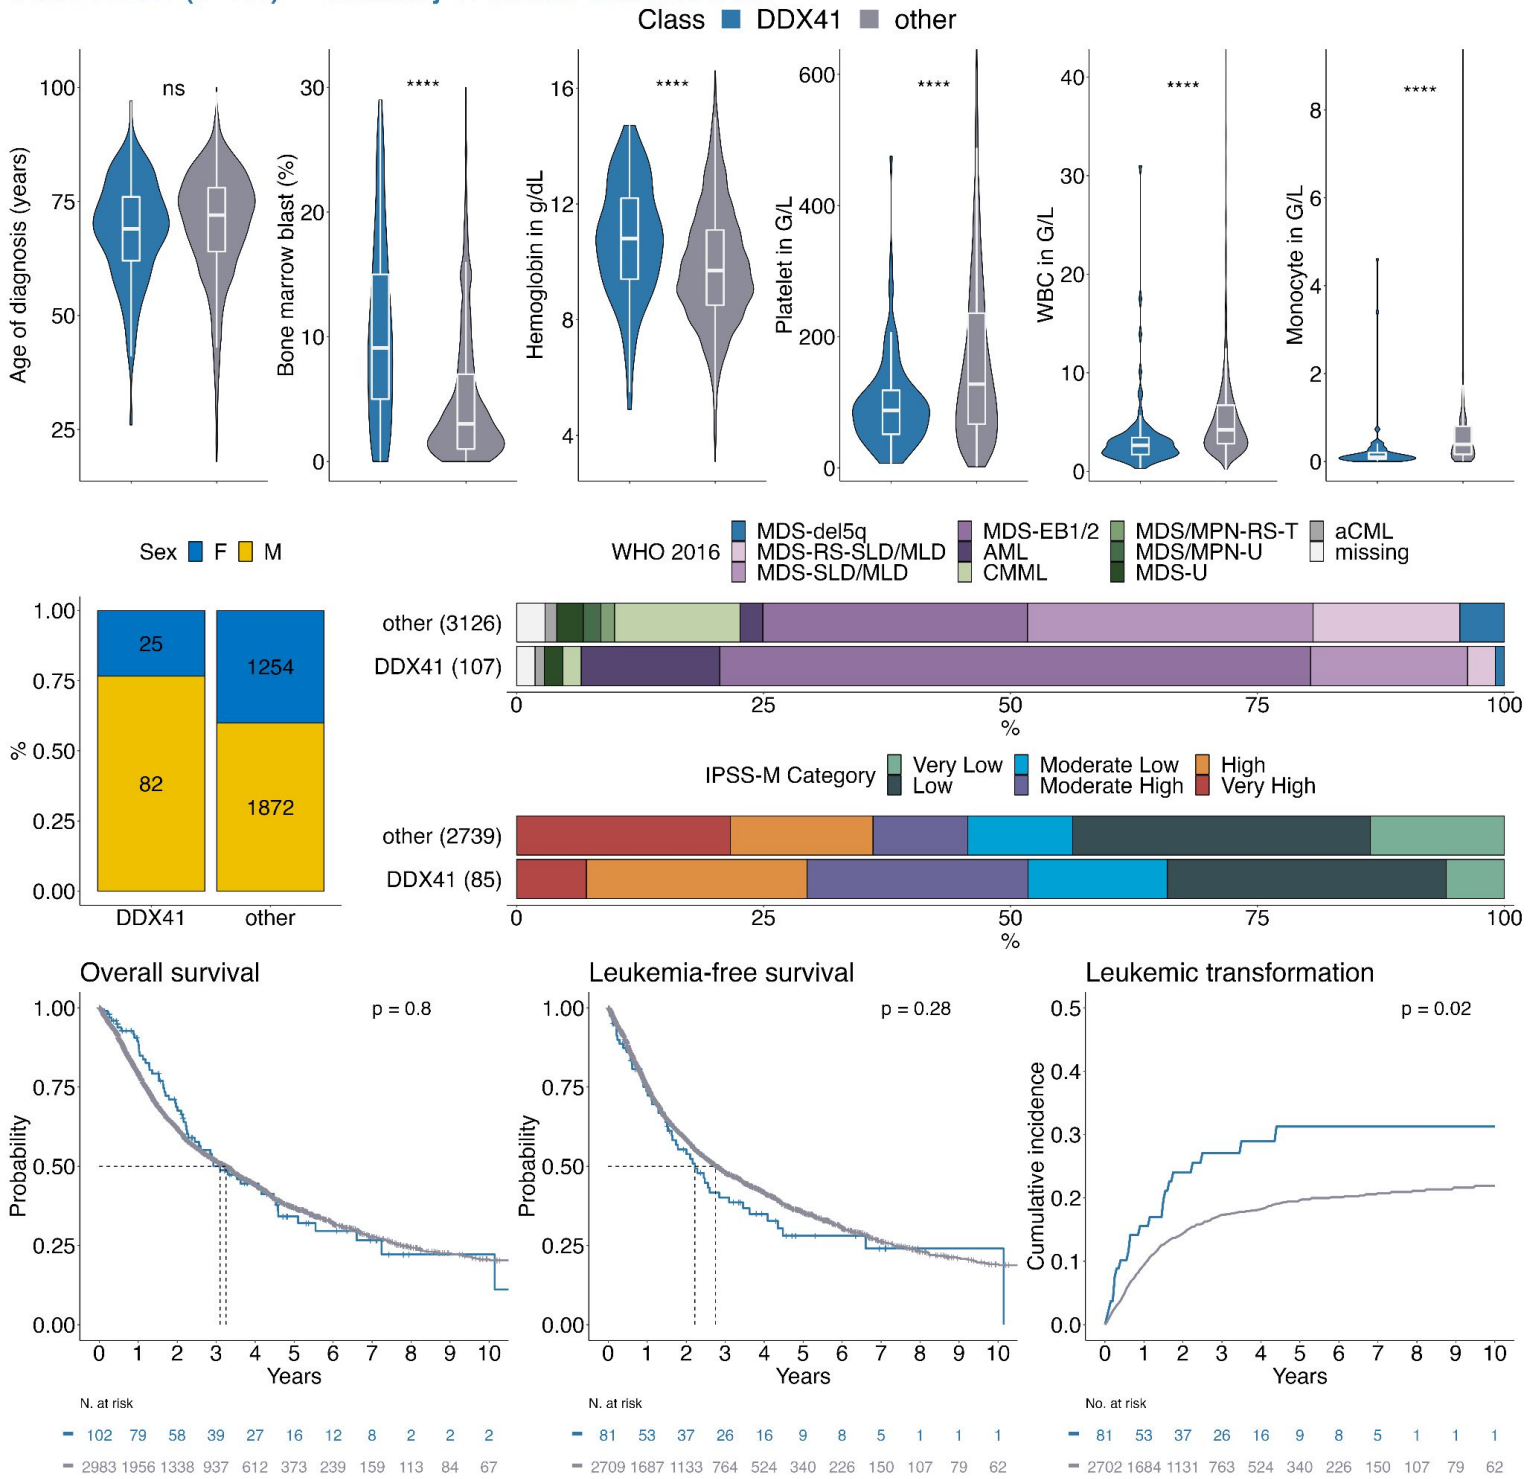 Class DDX41 other
ns **** **** **** **** ****
Age of diagnosis (years)
100
75
50
25
Bone marrow blast (%)
30
20
10
0
Hemoglobin in g/dL
16
12
8
4
Platelet in G/L
600
400
200
0
WBC in G/L
40
30
20
10
0
Monocyte in G/L
8
6
4
2
0
Sex F M
%
1.00
0.75
0.50
0.25
0.00
25
82
1254
1872
DDX41 other
WHO 2016
MDS-del5q MDS-EB1/2 MDS/MPN-RS-T aCML
MDS-RS-SLD/MLD AML MDS/MPN-U missing
MDS-SLD/MLD CMML MDS-U
other (3126)
DDX41 (107)
0 25 50 75 100
%
IPSS-M Category
Very Low Moderate Low High
Low Moderate High Very High
other (2739)
DDX41 (85)
0 25 50 75 100
%
Overall survival
p = 0.8
Probability
1.00
0.75
0.50
0.25
0.00
0 1 2 3 4 5 6 7 8 9 10
Years
N. at risk
102 79 58 39 27 16 12 8 2 2 2
2983 1956 1338 937 612 373 239 159 113 84 67
Leukemia-free survival
p = 0.28
Probability
1.00
0.75
0.50
0.25
0.00
0 1 2 3 4 5 6 7 8 9 10
Years
N. at risk
81 53 37 26 16 9 8 5 1 1 1
2709 1687 1133 764 524 340 226 150 107 79 62
Leukemic transformation
p = 0.02
Cumulative incidence
0.5
0.4
0.3
0.2
0.1
0.0
0 1 2 3 4 5 6 7 8 9 10
Years
No. at risk
81 53 37 26 16 9 8 5 1 1 1
2702 1684 1131 763 524 340 226 150 107 79 62